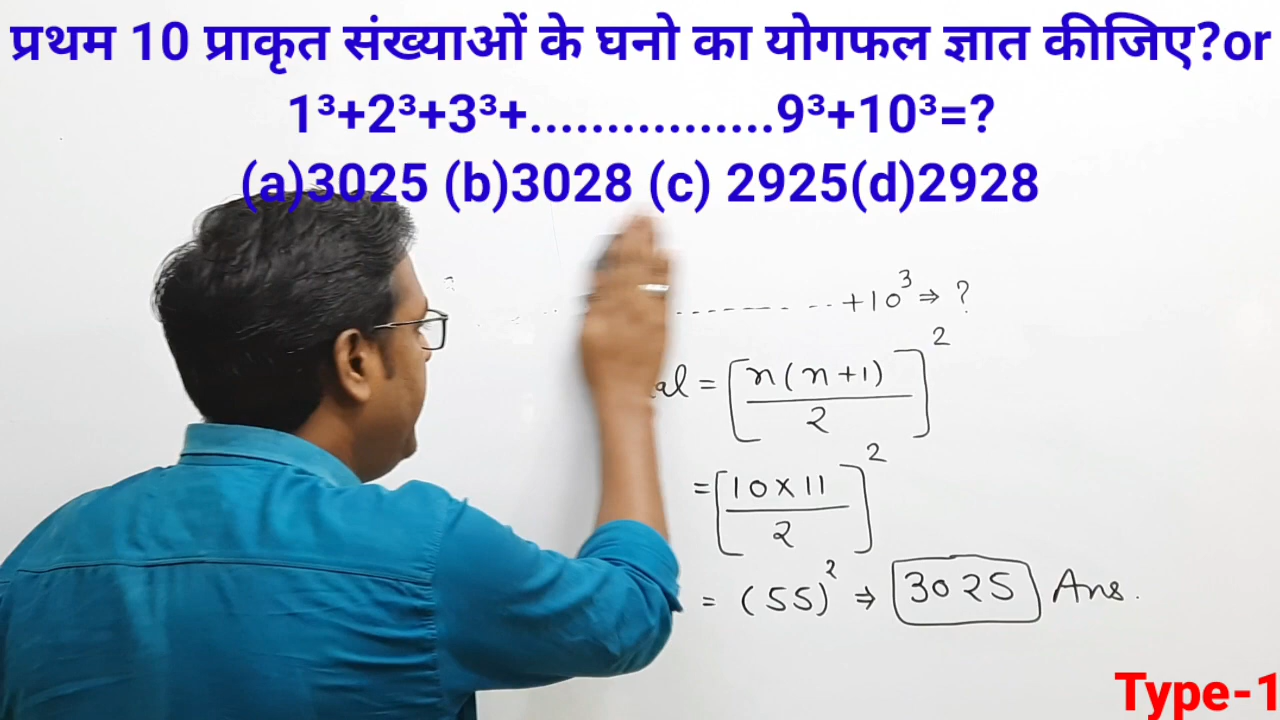 प्रथम 10 प्राकृत संख्याओं के घनो का योगफल ज्ञात कीजिए?or
1³+2³+3³+................9³+10³=?
(a)3025 (b)3028 (c) 2925(d)2928
+10³ ⇒ ?
al = [n(n+1)/2]²
= [10×11/2]²
= (55)² ⇒ 3025 Ans.
Type-1